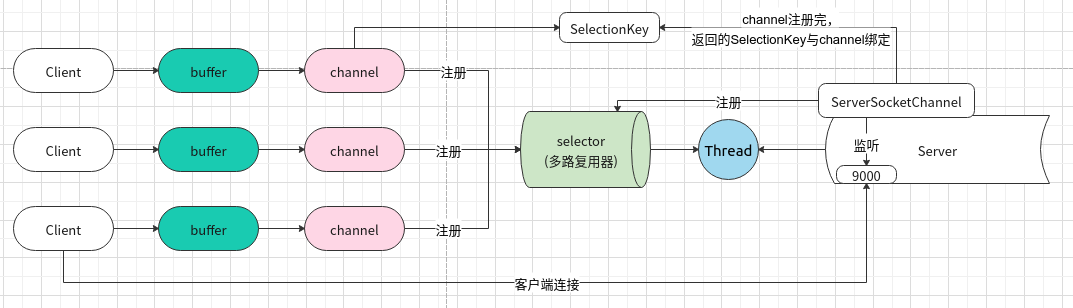 SelectionKey
channel注册完，
返回的SelectionKey与channel绑定
Client
buffer
channel
注册
注册
ServerSocketChannel
Client
buffer
channel
注册
selector
(多路复用器)
Thread
监听
Server
9000
Client
buffer
channel
注册
客户端连接